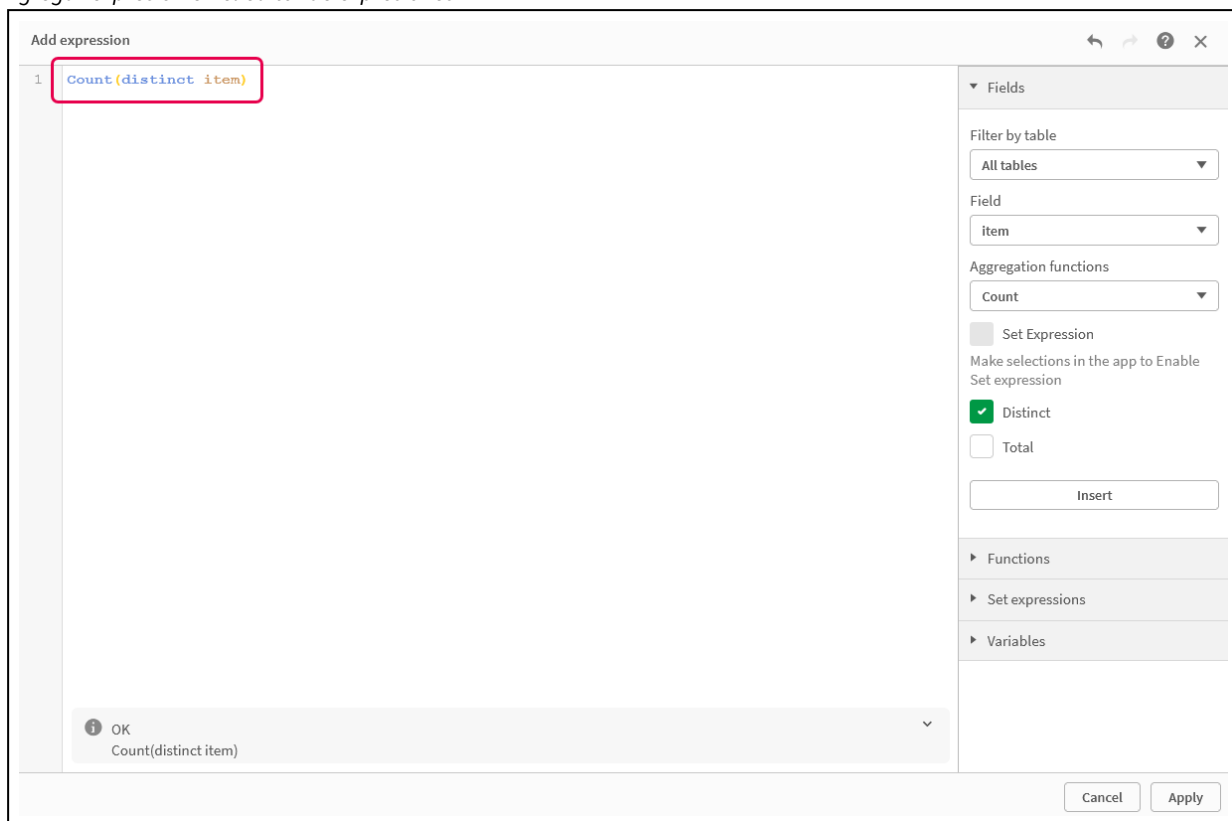 Add expression
1 Count(distinct item)
Fields
Filter by table
All tables
Field
item
Aggregation functions
Count
Set Expression
Make selections in the app to Enable
Set expression
Distinct
Total
Insert
Functions
Set expressions
Variables
OK
Count(distinct item)
Cancel Apply